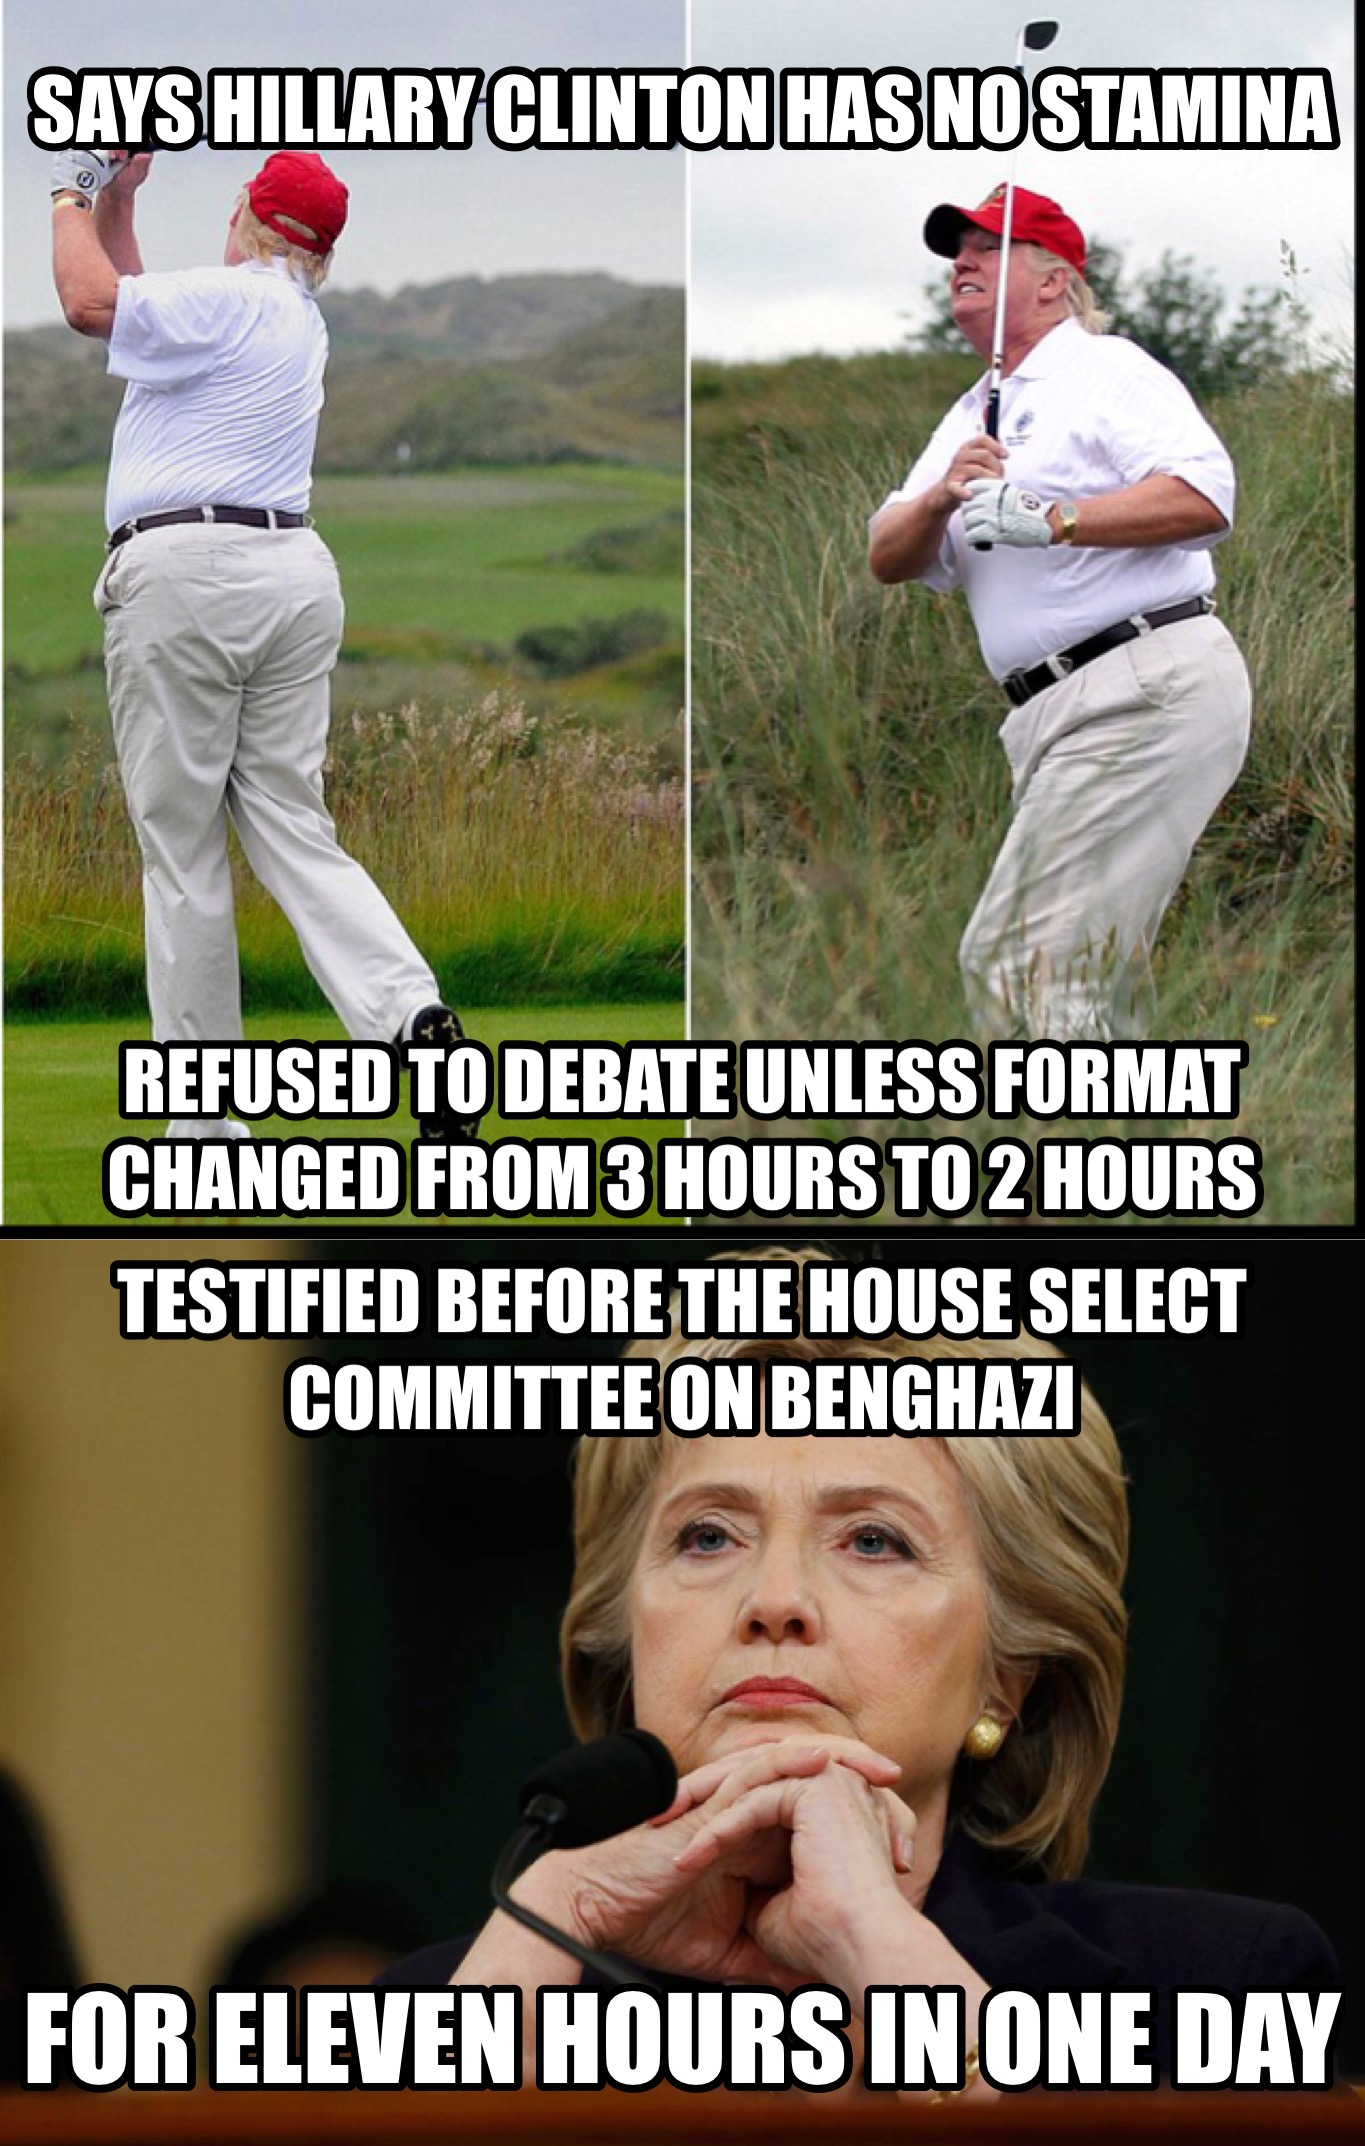 SAYS HILLARY CLINTON HAS NO STAMINA
REFUSED TO DEBATE UNLESS FORMAT
CHANGED FROM 3 HOURS TO 2 HOURS
TESTIFIED BEFORE THE HOUSE SELECT
COMMITTEE ON BENGHAZI
FOR ELEVEN HOURS IN ONE DAY